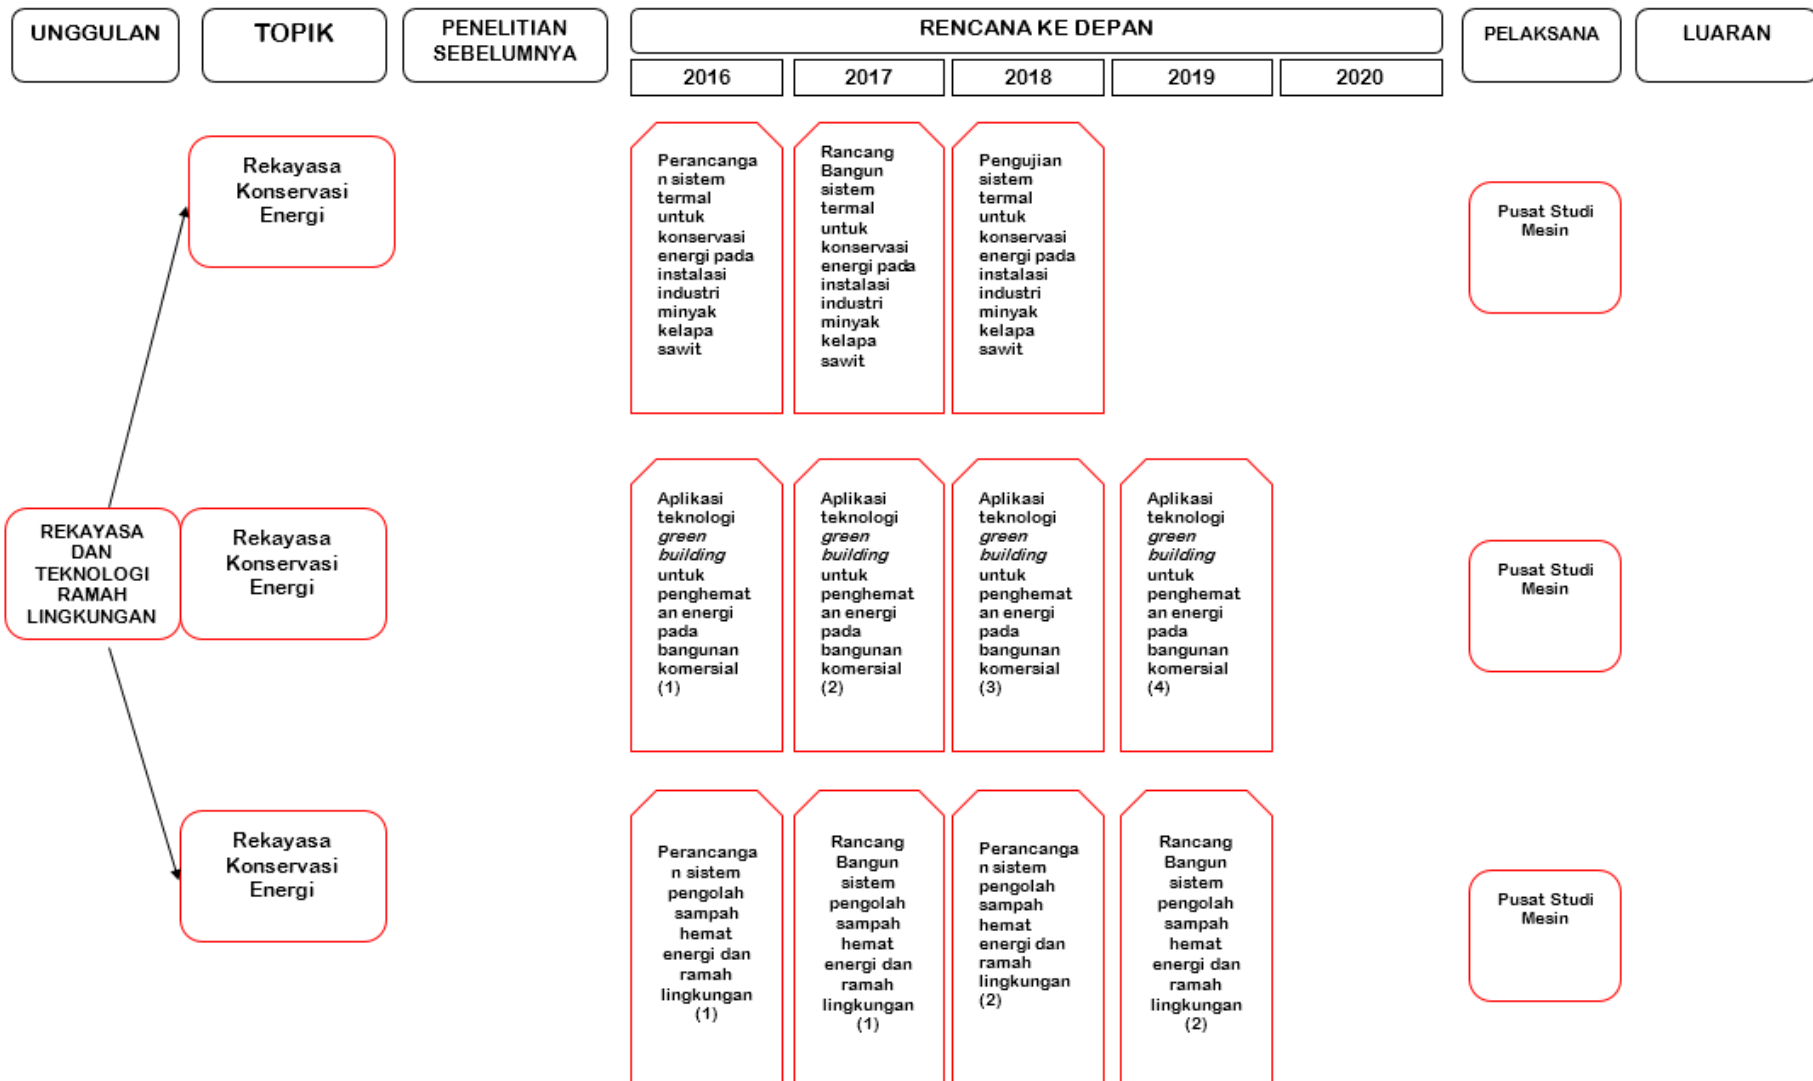 UNGGULAN
TOPIK
PENELITIAN
SEBELUMNYA
RENCANA KE DEPAN
PELAKSANA
LUARAN
2016
2017
2018
2019
2020
Rekayasa
Konservasi
Energi
Perancanga
n sistem
termal
untuk
konservasi
energi pada
instalasi
industri
minyak
kelapa
sawit
Rancang
Bangun
sistem
termal
untuk
konservasi
energi pada
instalasi
industri
minyak
kelapa
sawit
Pengujian
sistem
termal
untuk
konservasi
energi pada
instalasi
industri
minyak
kelapa
sawit
Pusat Studi
Mesin
REKAYASA
DAN
TEKNOLOGI
RAMAH
LINGKUNGAN
Rekayasa
Konservasi
Energi
Aplikasi
teknologi
green
building
untuk
penghemat
an energi
pada
bangunan
komersial
(1)
Aplikasi
teknologi
green
building
untuk
penghemat
an energi
pada
bangunan
komersial
(2)
Aplikasi
teknologi
green
building
untuk
penghemat
an energi
pada
bangunan
komersial
(3)
Aplikasi
teknologi
green
building
untuk
penghemat
an energi
pada
bangunan
komersial
(4)
Pusat Studi
Mesin
Rekayasa
Konservasi
Energi
Perancanga
n sistem
pengolah
sampah
hemat
energi dan
ramah
lingkungan
(1)
Rancang
Bangun
sistem
pengolah
sampah
hemat
energi dan
ramah
lingkungan
(1)
Perancanga
n sistem
pengolah
sampah
hemat
energi dan
ramah
lingkungan
(2)
Rancang
Bangun
sistem
pengolah
sampah
hemat
energi dan
ramah
lingkungan
(2)
Pusat Studi
Mesin